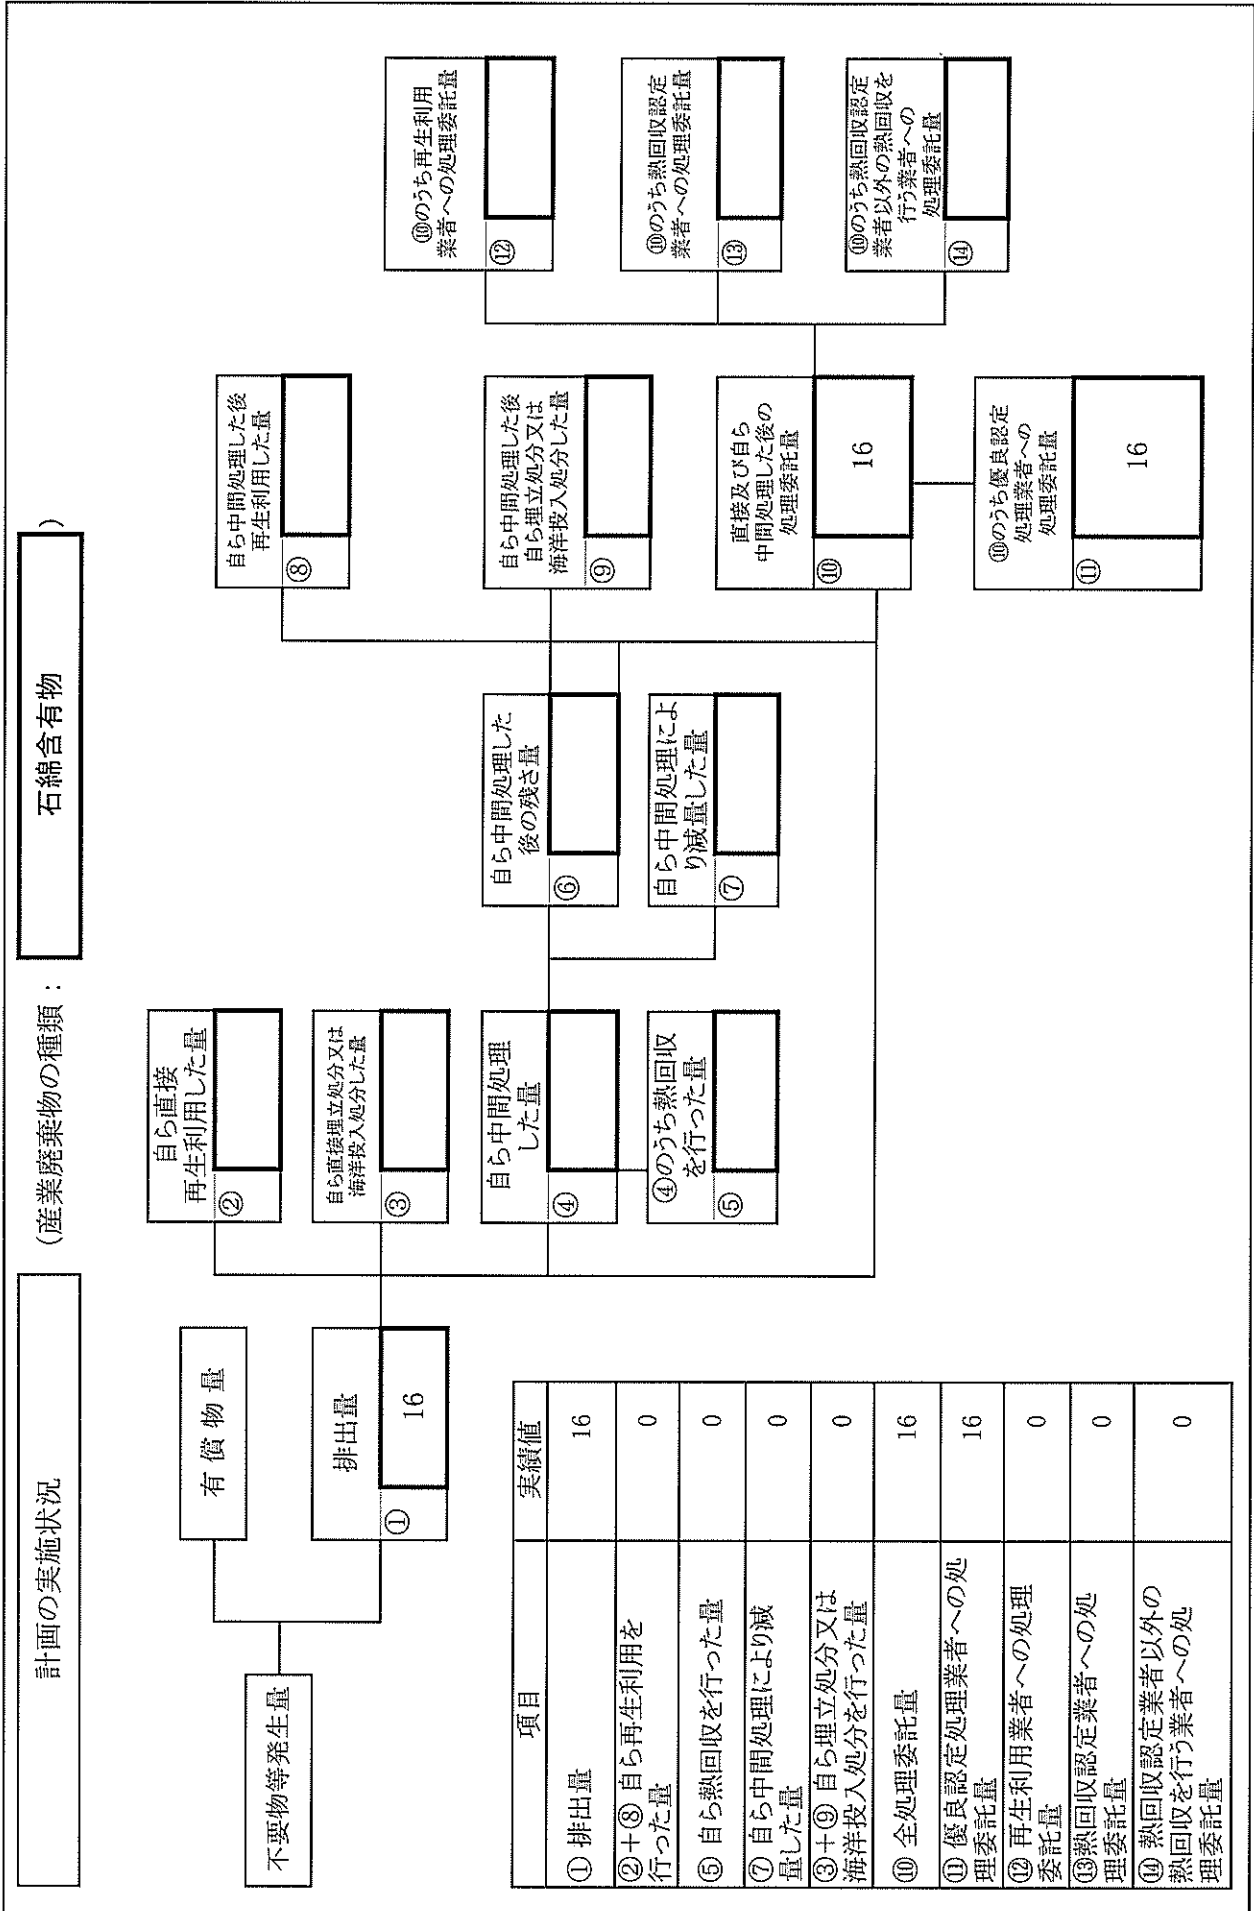 計画の実施状況
(産業廃棄物の種類：
石綿含有物
)
不要物等発生量
有償物量
排出量
①
16
自ら直接
再生利用した量
②
自ら直接埋立処分又は
海洋投入処分した量
③
自ら中間処理
した量
④
④のうち熱回収
を行った量
⑤
自ら中間処理した
後の残さ量
⑥
自ら中間処理によ
り減量した量
⑦
自ら中間処理した後
再生利用した量
⑧
自ら中間処理した後
自ら埋立処分又は
海洋投入処分した量
⑨
直接及び自ら
中間処理した後の
処理委託量
⑩
16
⑩のうち優良認定
処理業者への
処理委託量
⑪
16
⑩のうち再生利用
業者への処理委託量
⑫
⑩のうち熱回収認定
業者への処理委託量
⑬
⑩のうち熱回収認定
業者以外の熱回収を
行う業者への
処理委託量
⑭
項目
実績値
①排出量
16
②＋⑧ 自ら再生利用を
行った量
0
⑤ 自ら熱回収を行った量
0
⑦ 自ら中間処理により減
量した量
0
③＋⑨ 自ら埋立処分又は
海洋投入処分を行った量
0
⑩ 全処理委託量
16
⑪ 優良認定処理業者への処
理委託量
16
⑫ 再生利用業者への処理
委託量
0
⑬熱回収認定業者への処
理委託量
0
⑭ 熱回収認定業者以外の
熱回収を行う業者への処
理委託量
0